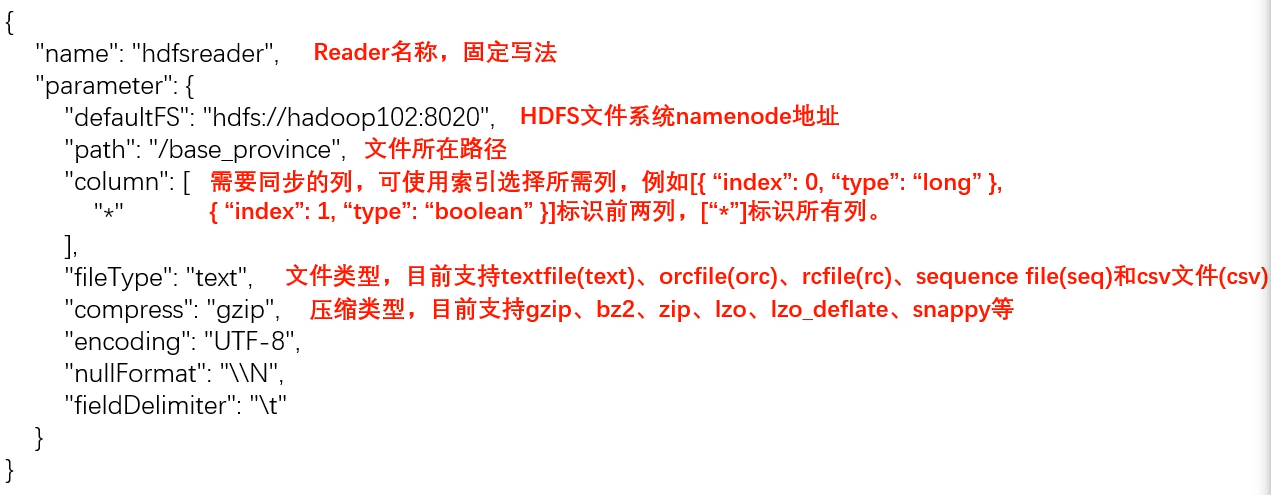 {
"name": "hdfsreader", Reader名称，固定写法
"parameter": {
"defaultFS": "hdfs://hadoop102:8020", HDFS文件系统namenode地址
"path": "/base_province", 文件所在路径
"column": [ 需要同步的列，可使用索引选择所需列，例如[{ “index”: 0, “type”: “long” },
"*" { “index”: 1, “type”: “boolean” }]标识前两列，[“*”]标识所有列。
],
"fileType": "text", 文件类型，目前支持textfile(text)、orcfile(orc)、rcfile(rc)、sequence file(seq)和csv文件(csv)
"compress": "gzip", 压缩类型，目前支持gzip、bz2、zip、lzo、lzo_deflate、snappy等
"encoding": "UTF-8",
"nullFormat": "\\N",
"fieldDelimiter": "\t"
}
}